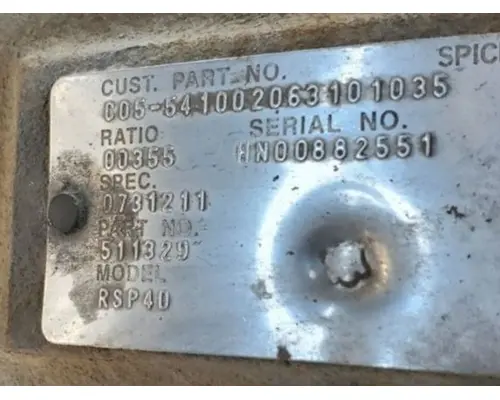 SPIC
CUST. PART NO.
C05-541002063101035
RATIO SERIAL NO.
00355 HN00882551
SPEC.
0731211
PART NO.
511329
MODEL
RSP40